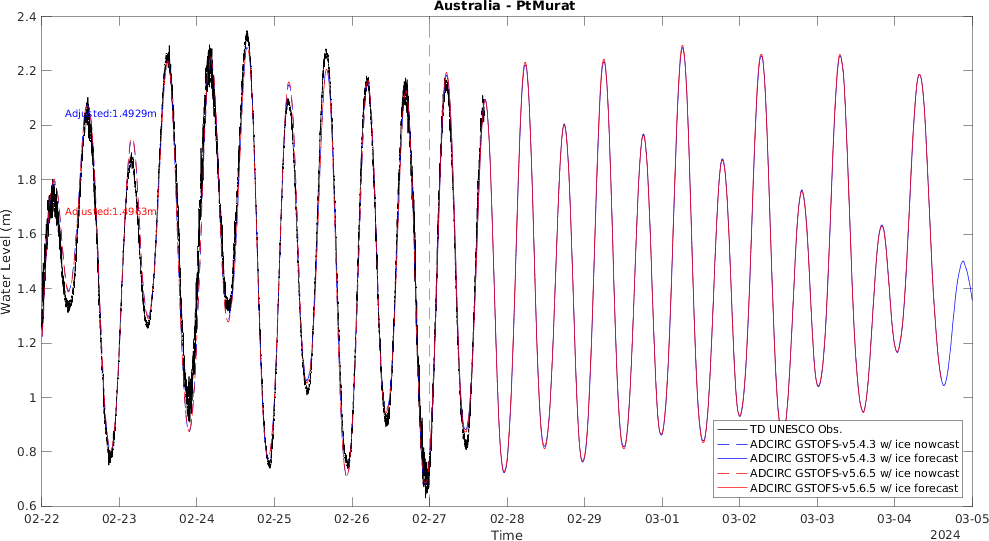 Australia - PtMurat
2.4
2.2
2
1.8
1.6
1.4
1.2
1
0.8
0.6
Water Level (m)
Adjusted:1.4929m
Adjusted:1.4963m
TD UNESCO Obs.
ADCIRC GSTOFS-v5.4.3 w/ ice nowcast
ADCIRC GSTOFS-v5.4.3 w/ ice forecast
ADCIRC GSTOFS-v5.6.5 w/ ice nowcast
ADCIRC GSTOFS-v5.6.5 w/ ice forecast
02-22 02-23 02-24 02-25 02-26 02-27 02-28 02-29 03-01 03-02 03-03 03-04 03-05
Time
2024